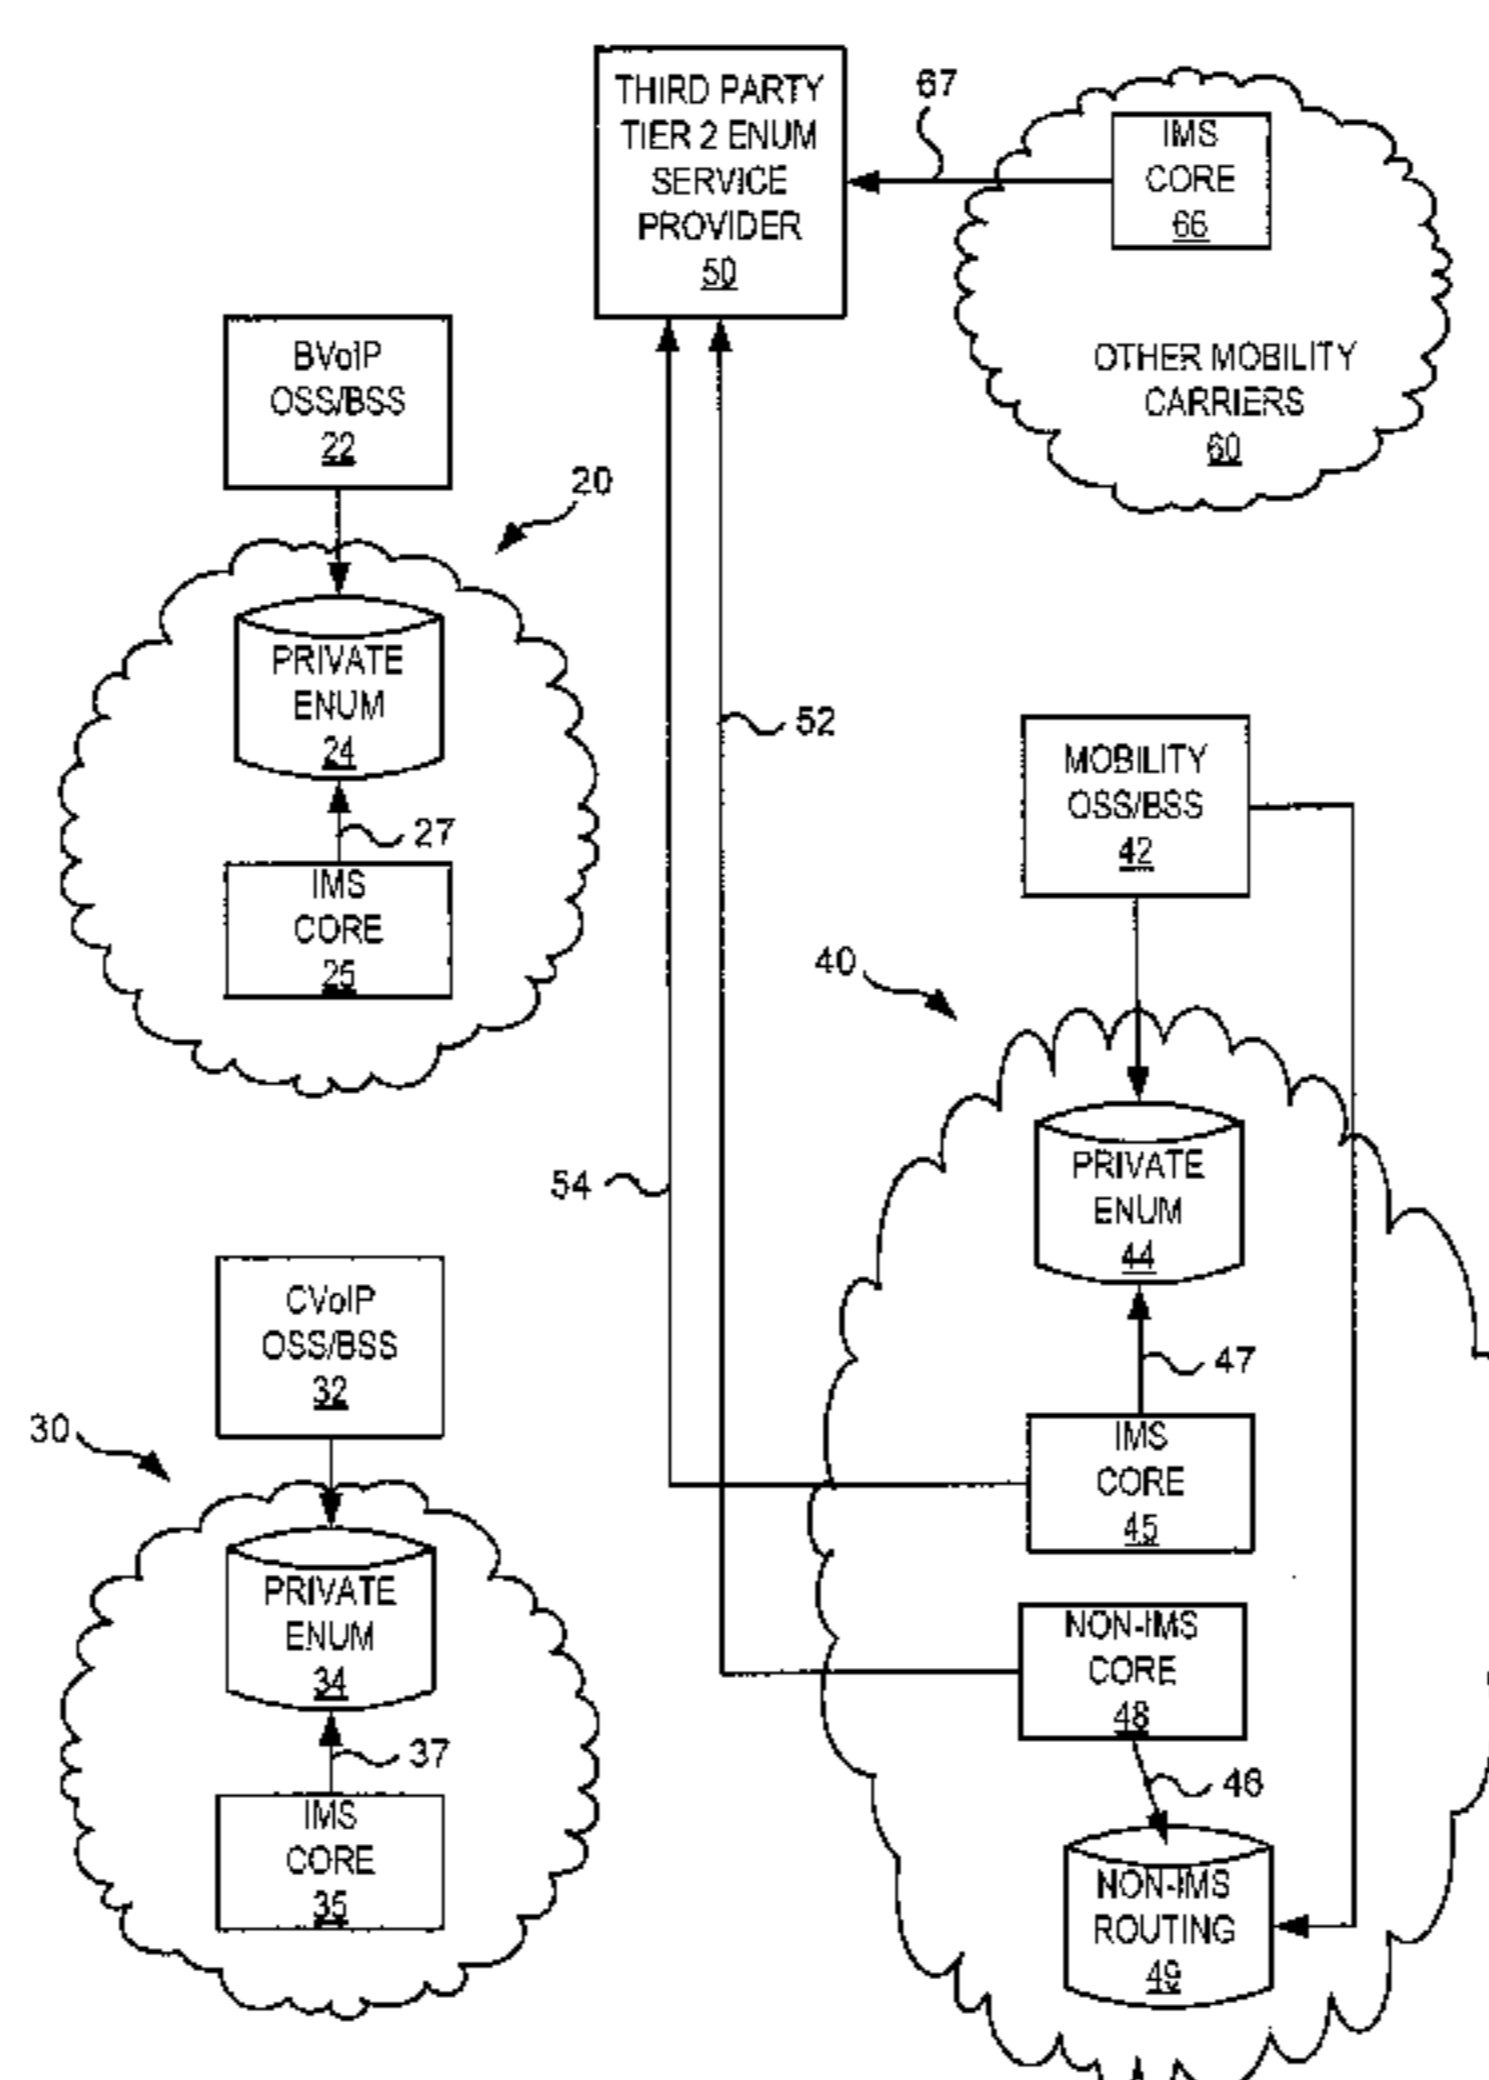 THIRD PARTY
TIER 2 ENUM
SERVICE
PROVIDER
50
67
IMS
CORE
66
OTHER MOBILITY
CARRIERS
60
BVoIP
OSS/BSS
22
20
PRIVATE
ENUM
24
27
IMS
CORE
25
52
MOBILITY
OSS/BSS
42
40
54
PRIVATE
ENUM
44
47
IMS
CORE
45
CVoIP
OSS/BSS
32
30
PRIVATE
ENUM
34
37
IMS
CORE
35
NON-IMS
CORE
48
46
NON-IMS
ROUTING
49